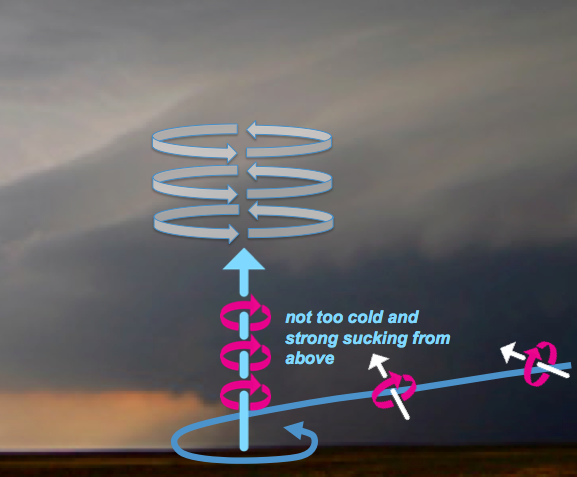 not too cold and
strong sucking from
above